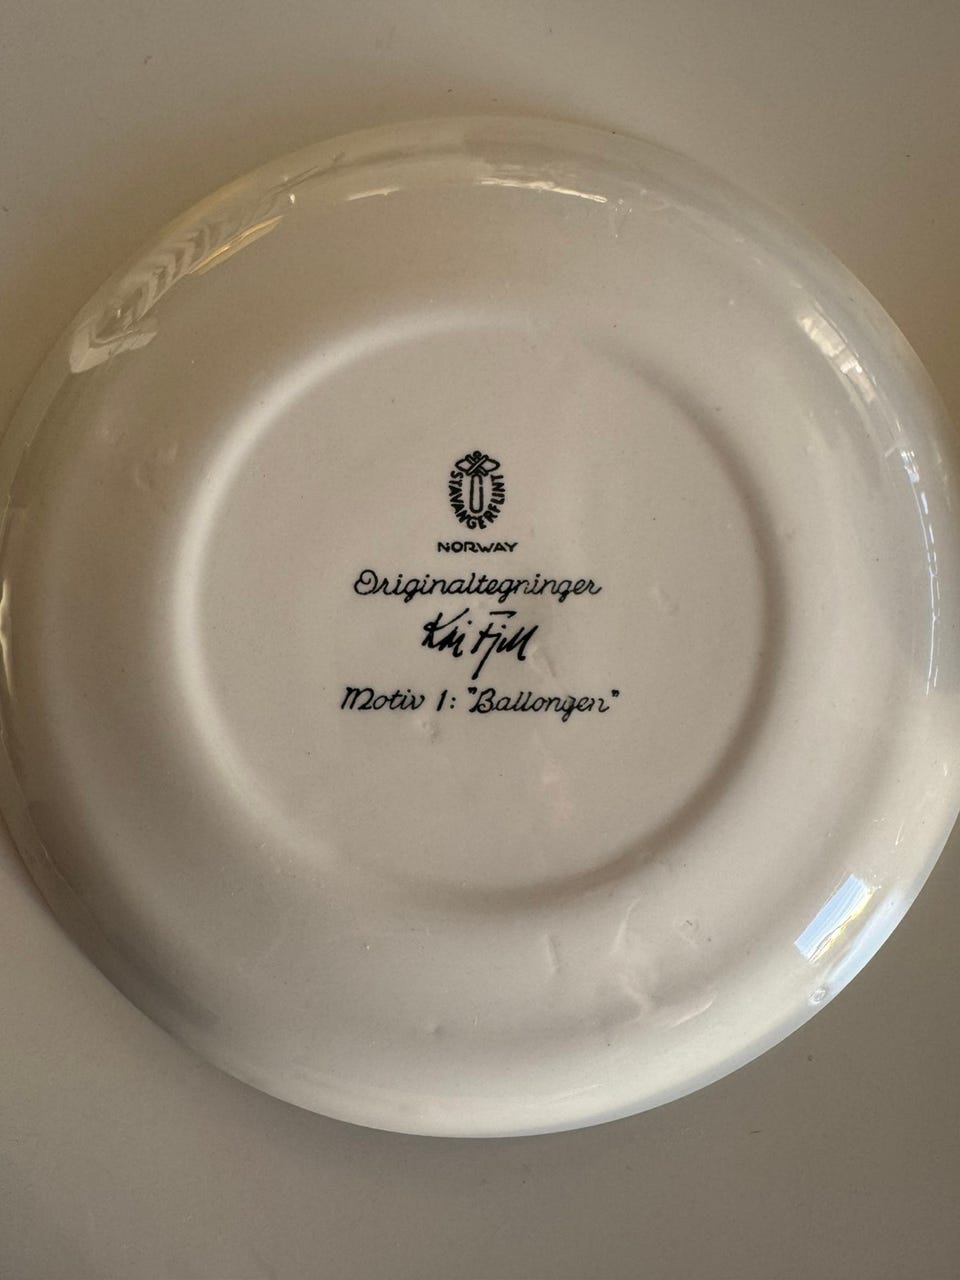 STAVANGERFLINT
NORWAY
Originaltegninger
Kai Fjell
Motiv 1: "Ballongen"